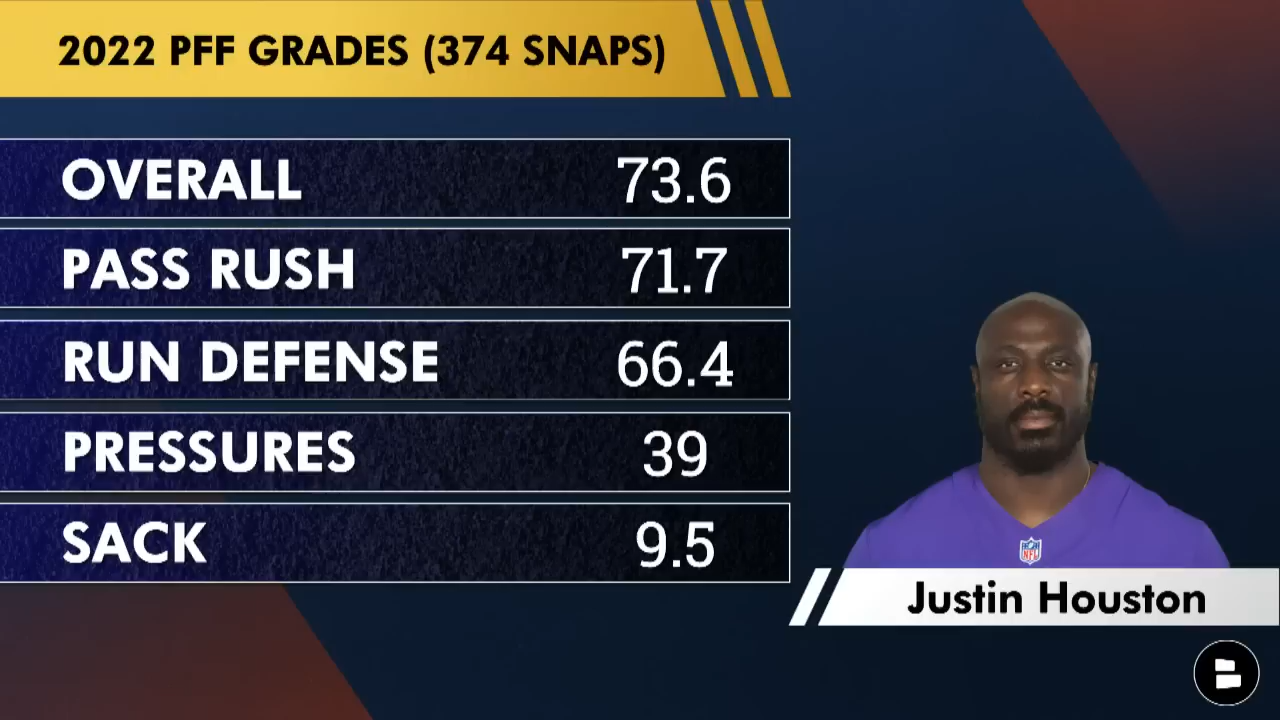 2022 PFF GRADES (374 SNAPS)
OVERALL 73.6
PASS RUSH 71.7
RUN DEFENSE 66.4
PRESSURES 39
SACK 9.5
NFL
Justin Houston